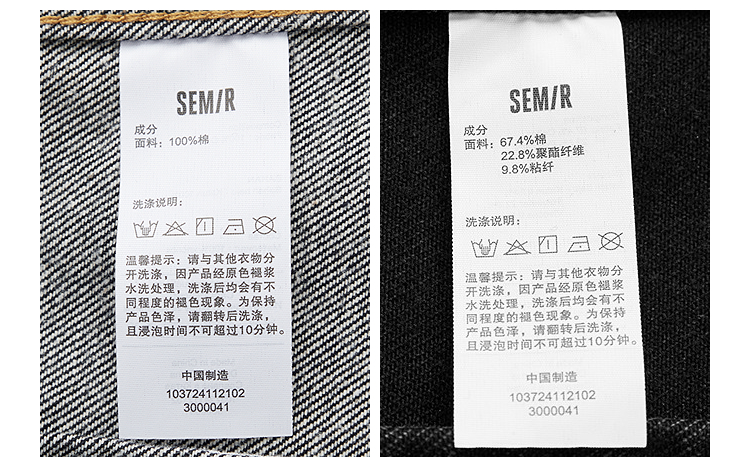 SEMIR
成分
面料：100%棉
洗涤说明：
温馨提示：请与其他衣物分
开洗涤，因产品经原色褪浆
水洗处理，洗涤后均会有不
同程度的褪色现象。为保持
产品色泽，请翻转后洗涤，
且浸泡时间不可超过10分钟。
中国制造
103724112102
3000041
SEMIR
成分
面料：67.4%棉
22.8%聚酯纤维
9.8%粘纤
洗涤说明：
温馨提示：请与其他衣物分
开洗涤，因产品经原色褪浆
水洗处理，洗涤后均会有不
同程度的褪色现象。为保持
产品色泽，请翻转后洗涤，
且浸泡时间不可超过10分钟。
中国制造
103724112102
3000041